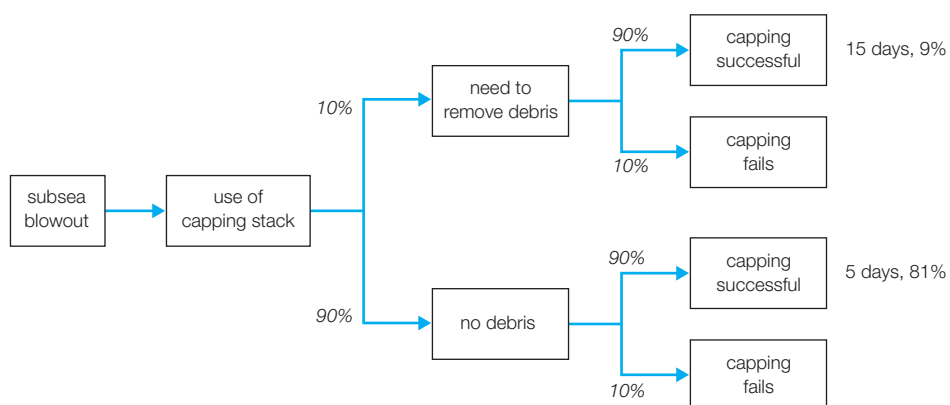 subsea
blowout
use of
capping stack
10%
need to
remove debris
90%
capping
successful
15 days, 9%
10%
capping
fails
90%
no debris
90%
capping
successful
5 days, 81%
10%
capping
fails